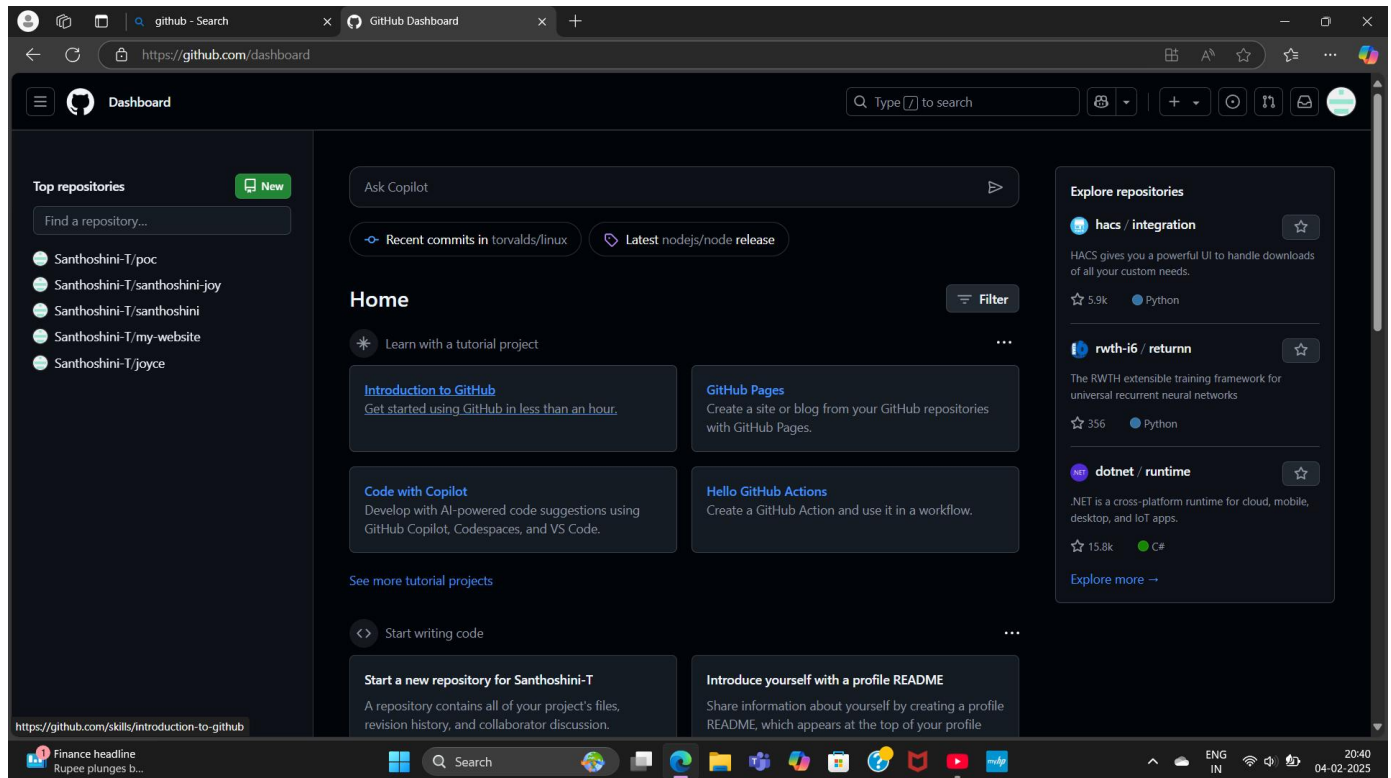 github - Search
GitHub Dashboard
https://github.com/dashboard
Dashboard
Type / to search
Top repositories
New
Find a repository...
Santhoshini-T/poc
Santhoshini-T/santhoshini-joy
Santhoshini-T/santhoshini
Santhoshini-T/my-website
Santhoshini-T/joyce
Ask Copilot
Recent commits in torvalds/linux
Latest nodejs/node release
Home
Filter
Learn with a tutorial project
Introduction to GitHub
Get started using GitHub in less than an hour.
GitHub Pages
Create a site or blog from your GitHub repositories
with GitHub Pages.
Code with Copilot
Develop with AI-powered code suggestions using
GitHub Copilot, Codespaces, and VS Code.
Hello GitHub Actions
Create a GitHub Action and use it in a workflow.
See more tutorial projects
Start writing code
Start a new repository for Santhoshini-T
A repository contains all of your project's files,
revision history, and collaborator discussion.
Introduce yourself with a profile README
Share information about yourself by creating a profile
README, which appears at the top of your profile
Explore repositories
hacs / integration
HACS gives you a powerful UI to handle downloads
of all your custom needs.
5.9k Python
rwth-i6 / returnn
The RWTH extensible training framework for
universal recurrent neural networks
356 Python
.NET
dotnet / runtime
.NET is a cross-platform runtime for cloud, mobile,
desktop, and IoT apps.
15.8k C#
Explore more →
https://github.com/skills/introduction-to-github
1
Finance headline
Rupee plunges b...
Search
myhp
ENG
IN
20:40
04-02-2025